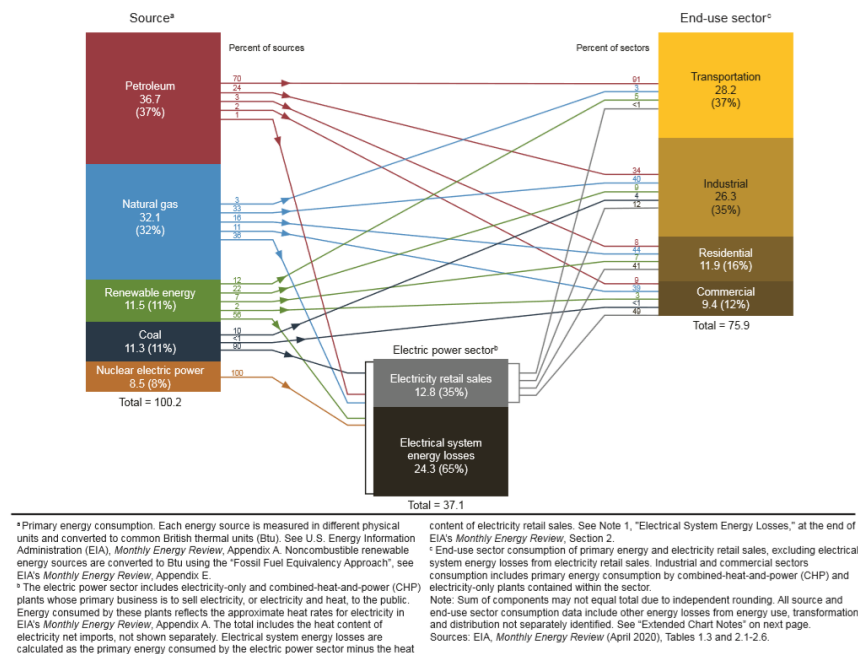 Sourceᵃ
End-use sectorᶜ
Percent of sources
Percent of sectors
Petroleum
36.7
(37%)
70
24
3
2
1
Natural gas
32.1
(32%)
3
33
16
11
36
Renewable energy
11.5 (11%)
12
22
7
2
56
Coal
11.3 (11%)
10
<1
90
Nuclear electric power
8.5 (8%)
100
Total = 100.2
Electric power sectorᵇ
Electricity retail sales
12.8 (35%)
Electrical system
energy losses
24.3 (65%)
Total = 37.1
91
3
5
<1
Transportation
28.2
(37%)
34
40
9
4
12
Industrial
26.3
(35%)
8
44
7
41
Residential
11.9 (16%)
9
39
3
<1
49
Commercial
9.4 (12%)
Total = 75.9
ᵃ Primary energy consumption. Each energy source is measured in different physical
units and converted to common British thermal units (Btu). See U.S. Energy Information
Administration (EIA), Monthly Energy Review, Appendix A. Noncombustible renewable
energy sources are converted to Btu using the "Fossil Fuel Equivalency Approach", see
EIA's Monthly Energy Review, Appendix E.
ᵇ The electric power sector includes electricity-only and combined-heat-and-power (CHP)
plants whose primary business is to sell electricity, or electricity and heat, to the public.
Energy consumed by these plants reflects the approximate heat rates for electricity in
EIA's Monthly Energy Review, Appendix A. The total includes the heat content of
electricity net imports, not shown separately. Electrical system energy losses are
calculated as the primary energy consumed by the electric power sector minus the heat
content of electricity retail sales. See Note 1, "Electrical System Energy Losses," at the end of
EIA's Monthly Energy Review, Section 2.
ᶜ End-use sector consumption of primary energy and electricity retail sales, excluding electrical
system energy losses from electricity retail sales. Industrial and commercial sectors
consumption includes primary energy consumption by combined-heat-and-power (CHP) and
electricity-only plants contained within the sector.
Note: Sum of components may not equal total due to independent rounding. All source and
end-use sector consumption data include other energy losses from energy use, transformation
and distribution not separately identified. See "Extended Chart Notes" on next page.
Sources: EIA, Monthly Energy Review (April 2020), Tables 1.3 and 2.1-2.6.